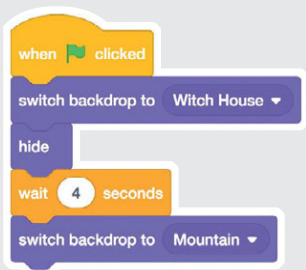 when clicked
switch backdrop to Witch House
hide
wait 4 seconds
switch backdrop to Mountain